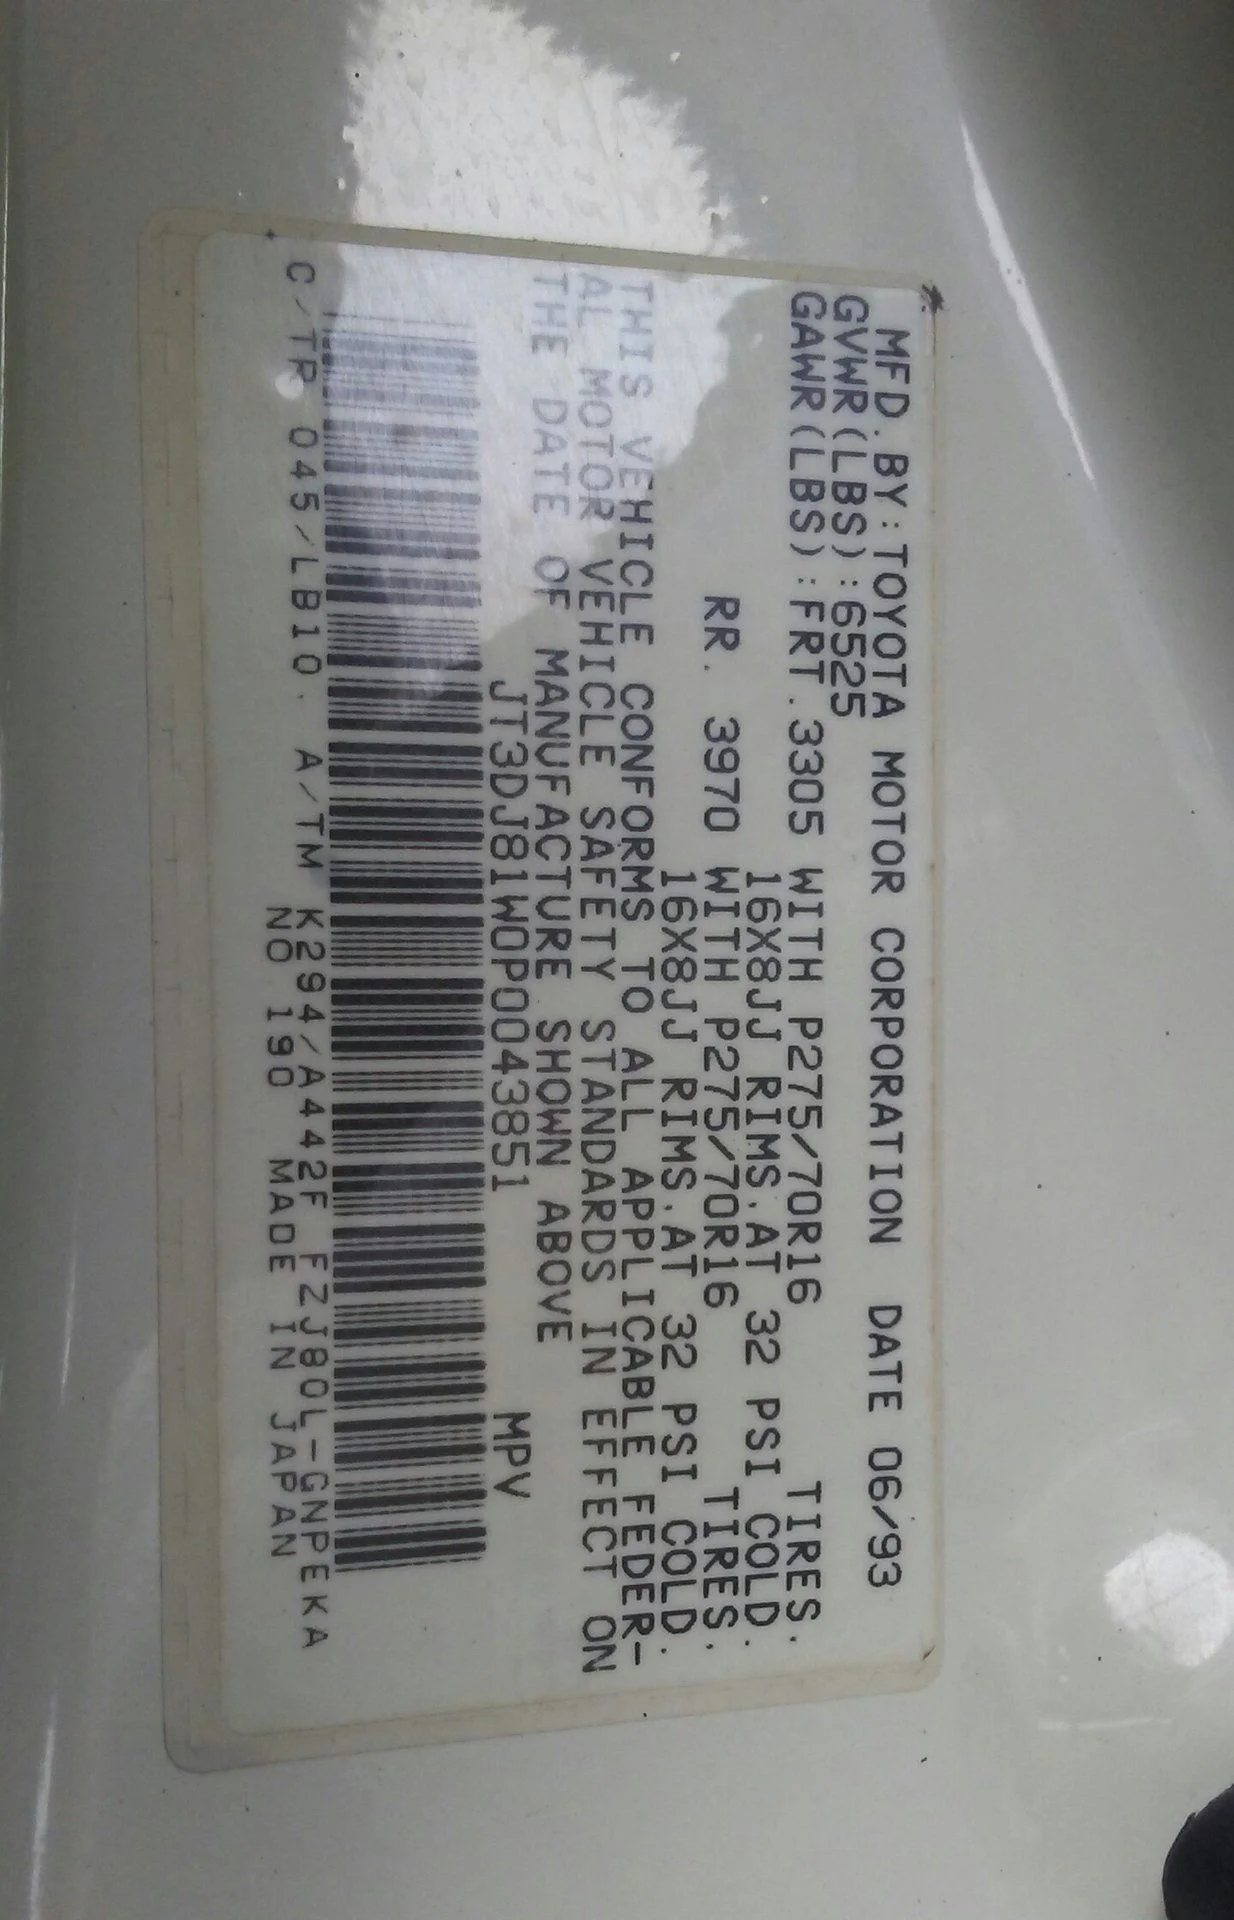 MFD.BY:TOYOTA MOTOR CORPORATION DATE 06/93
GVWR(LBS):6525
GAWR(LBS):FRT.3305 WITH P275/70R16 TIRES.
16X8JJ RIMS.AT 32 PSI COLD.
RR. 3970 WITH P275/70R16 TIRES.
16X8JJ RIMS.AT 32 PSI COLD.
THIS VEHICLE CONFORMS TO ALL APPLICABLE FEDER-
AL MOTOR VEHICLE SAFETY STANDARDS IN EFFECT ON
THE DATE OF MANUFACTURE SHOWN ABOVE
JT3DJ81W0P0043851 MPV
C/TR 045/LB10. A/TM K294/A442F FZJ80L-GNPEKA
NO 190 MADE IN JAPAN